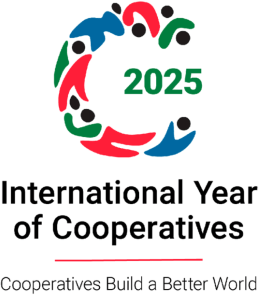 2025
International Year
of Cooperatives
Cooperatives Build a Better World